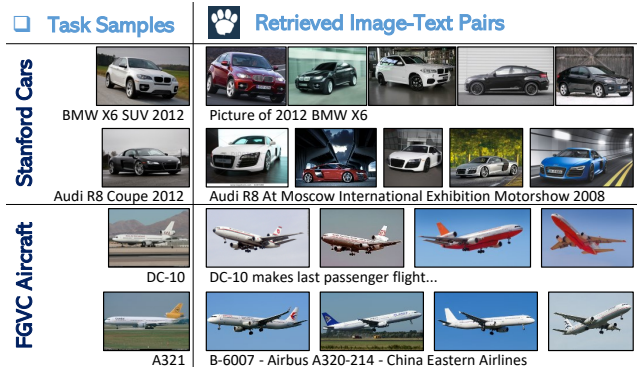 Task Samples
Retrieved Image-Text Pairs
Stanford Cars
BMW X6 SUV 2012
Picture of 2012 BMW X6
Audi R8 Coupe 2012
Audi R8 At Moscow International Exhibition Motorshow 2008
FGVC Aircraft
DC-10
DC-10 makes last passenger flight...
A321
B-6007 - Airbus A320-214 - China Eastern Airlines